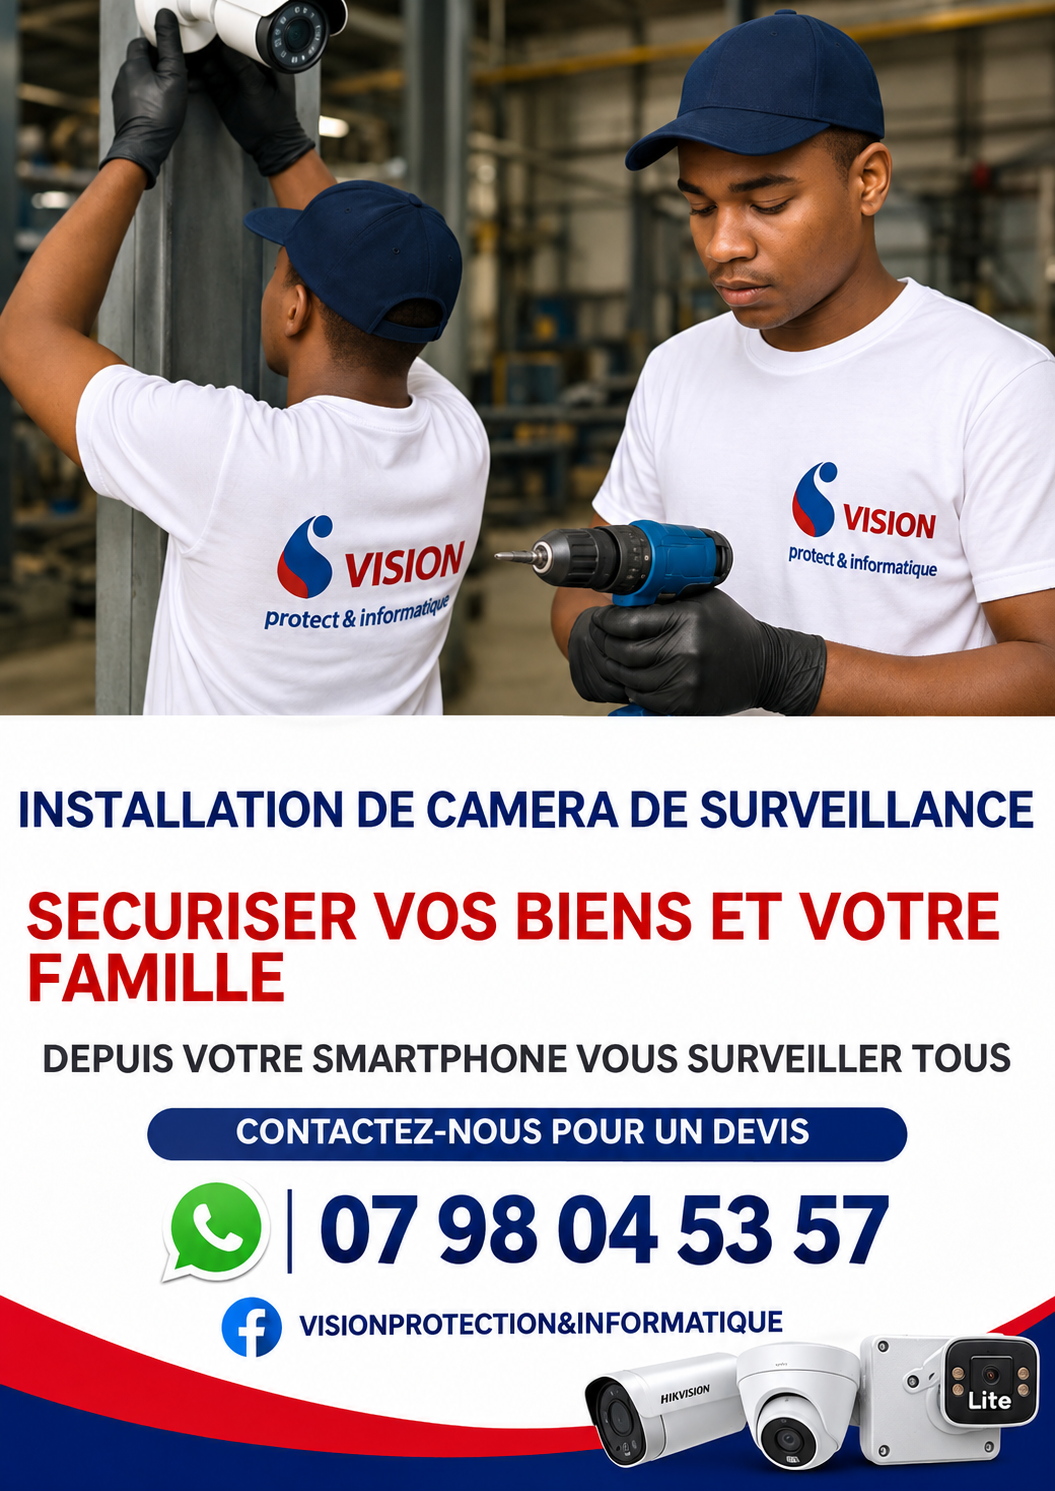 VISION
protect & informatique
VISION
protect & informatique
INSTALLATION DE CAMERA DE SURVEILLANCE
SECURISER VOS BIENS ET VOTRE
FAMILLE
DEPUIS VOTRE SMARTPHONE VOUS SURVEILLER TOUS
CONTACTEZ-NOUS POUR UN DEVIS
07 98 04 53 57
VISIONPROTECTION&INFORMATIQUE
HIKVISION
Lite